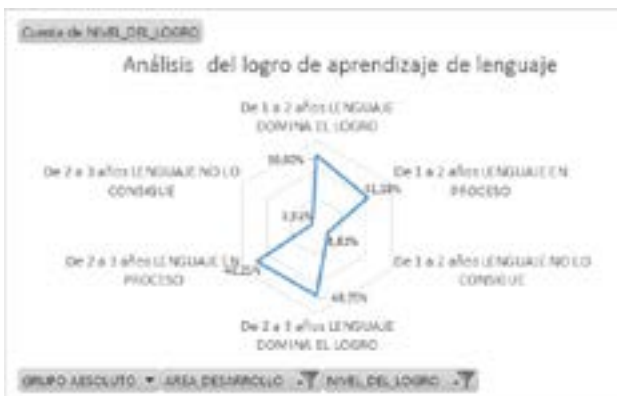 Cuenta de NIVEL_DEL_LOGRO
Análisis del logro de aprendizaje de lenguaje
De 1 a 2 años LENGUAJE
DOMINA EL LOGRO
De 1 a 2 años LENGUAJE EN
PROCESO
De 1 a 2 años LENGUAJE NO LO
CONSIGUE
De 2 a 3 años LENGUAJE
DOMINA EL LOGRO
De 2 a 3 años LENGUAJE EN
PROCESO
De 2 a 3 años LENGUAJE NO LO
CONSIGUE
GRUPO ABSOLUTO
AREA_DESARROLLO
NIVEL_DEL_LOGRO